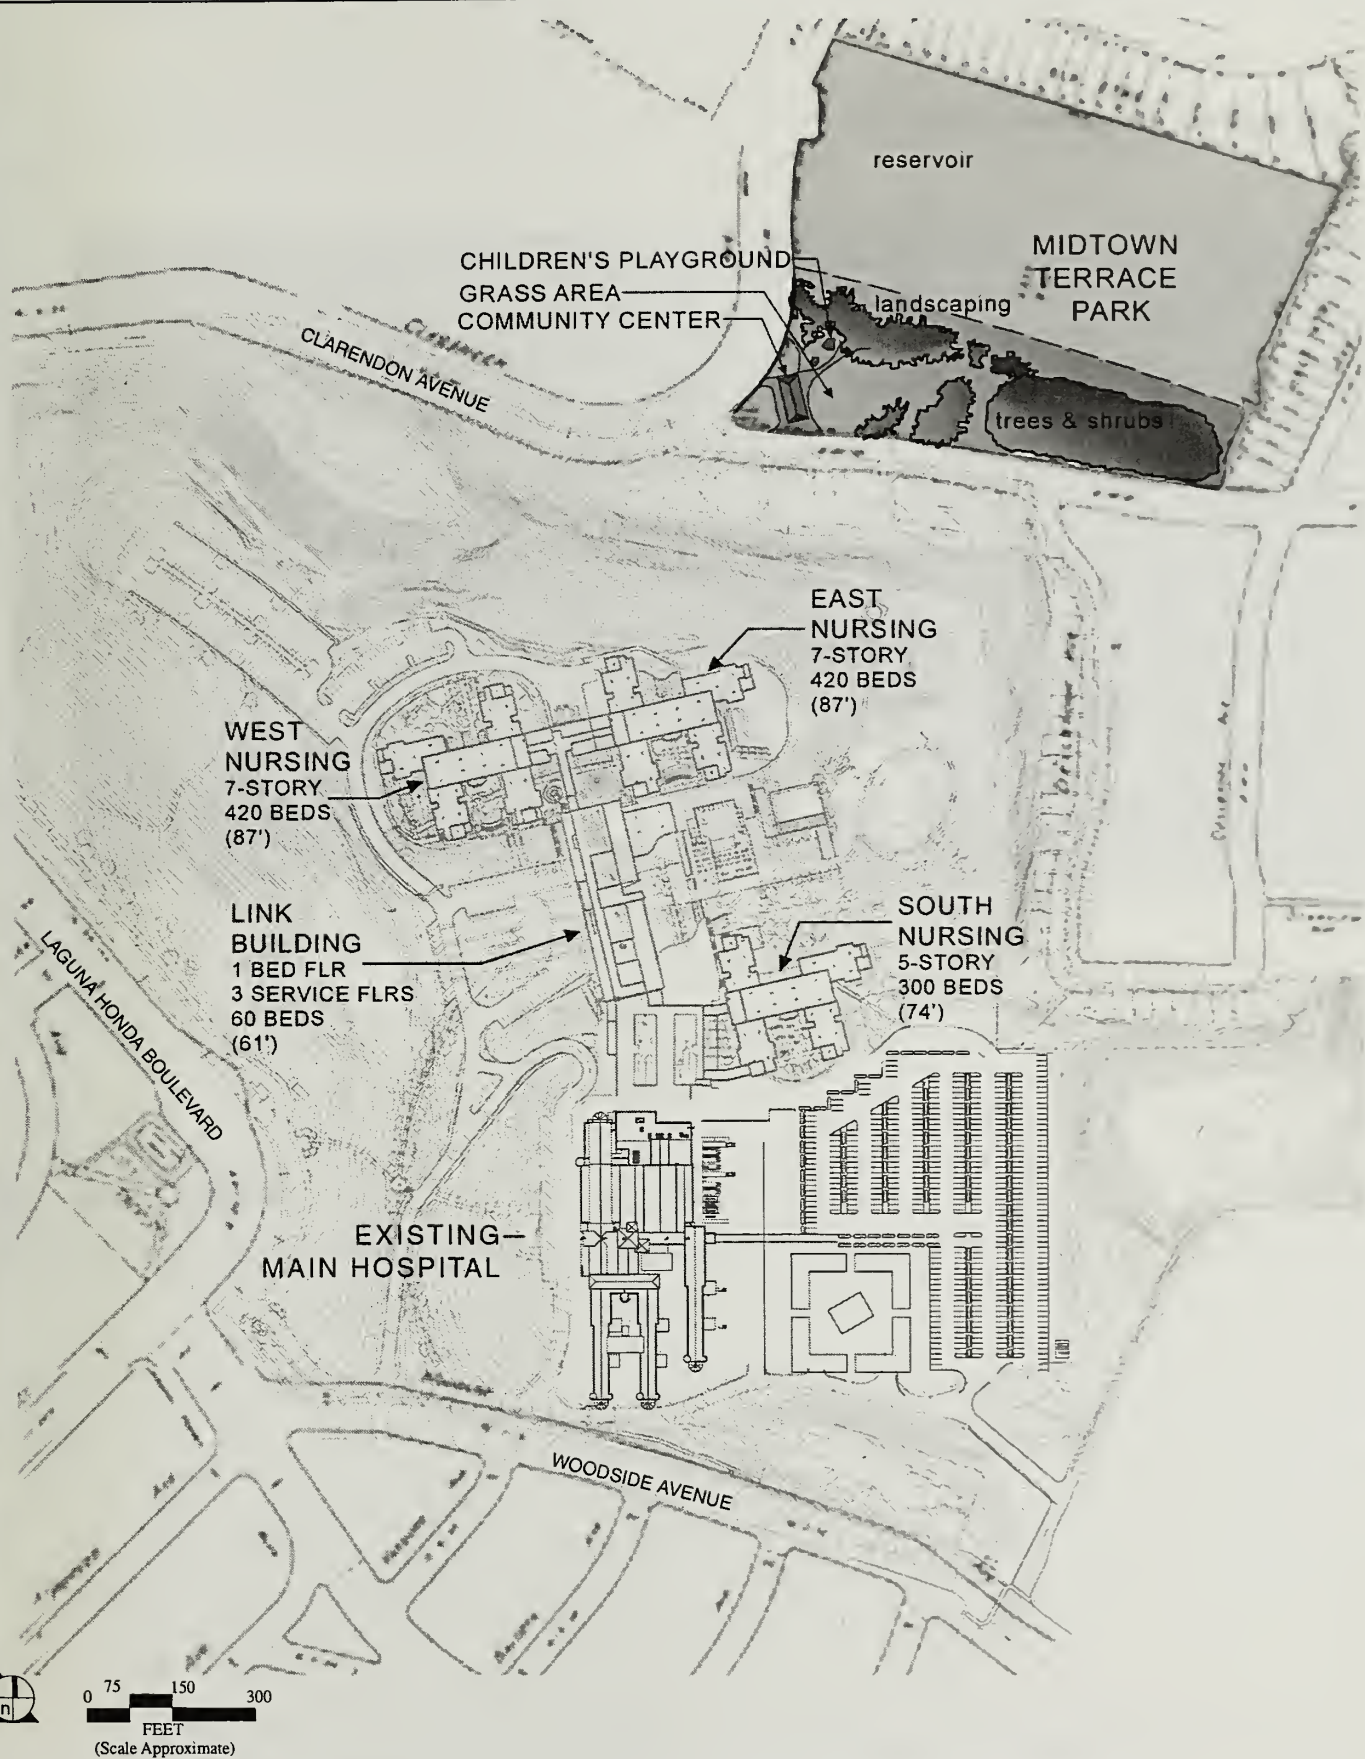 reservoir
MIDTOWN
TERRACE
PARK
CHILDREN'S PLAYGROUND
GRASS AREA
COMMUNITY CENTER
landscaping
trees & shrubs
CLARENDON AVENUE
EAST
NURSING
7-STORY
420 BEDS
(87')
WEST
NURSING
7-STORY
420 BEDS
(87')
LINK
BUILDING
1 BED FLR
3 SERVICE FLRS
60 BEDS
(61')
SOUTH
NURSING
5-STORY
300 BEDS
(74')
LAGUNA HONDA BOULEVARD
EXISTING
MAIN HOSPITAL
WOODSIDE AVENUE
n
0 75 150 300
FEET
(Scale Approximate)